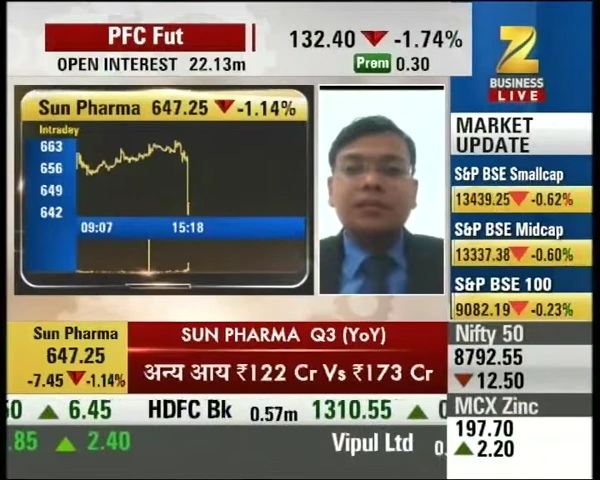 PFC Fut
132.40 -1.74%
OPEN INTEREST 22.13m
Prem 0.30
Z
BUSINESS
LIVE
Sun Pharma 647.25 -1.14%
Intraday
663
656
649
642
09:07 15:18
MARKET
UPDATE
S&P BSE Smallcap
13439.25 -0.62%
S&P BSE Midcap
13337.38 -0.60%
S&P BSE 100
9082.19 -0.23%
Nifty 50
8792.55
12.50
MCX Zinc
197.70
2.20
Sun Pharma
647.25
-7.45 -1.14%
SUN PHARMA Q3 (YoY)
अन्य आय ₹122 Cr Vs ₹173 Cr
50 6.45 HDFC Bk 0.57m 1310.55
.85 2.40 Vipul Ltd 0.